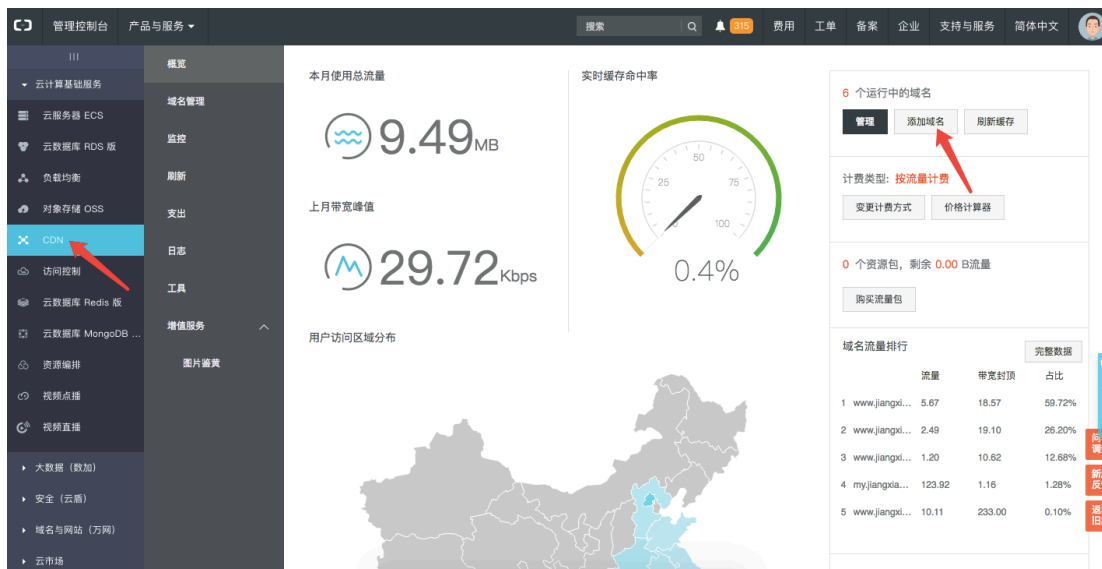 管理控制台 产品与服务 搜索 315 费用 工单 备案 企业 支持与服务 简体中文
云计算基础服务
云服务器 ECS
云数据库 RDS 版
负载均衡
对象存储 OSS
CDN
访问控制
云数据库 Redis 版
云数据库 MongoDB ...
资源编排
视频点播
视频直播
大数据（数加）
安全（云盾）
域名与网站（万网）
云市场
概览
域名管理
监控
刷新
支出
日志
工具
增值服务
图片鉴黄
本月使用总流量
9.49MB
上月带宽峰值
29.72Kbps
实时缓存命中率
0 25 50 75 100
0.4%
用户访问区域分布
6 个运行中的域名
管理 添加域名 刷新缓存
计费类型: 按流量计费
变更计费方式 价格计算器
0 个资源包，剩余 0.00 B流量
购买流量包
域名流量排行 完整数据
流量 带宽封顶 占比
1 www.jiangxi... 5.67 18.57 59.72%
2 www.jiangxi... 2.49 19.10 26.20%
3 www.jiangxi... 1.20 10.62 12.68%
4 my.jiangxia... 123.92 1.16 1.28%
5 www.jiangxi... 10.11 233.00 0.10%
问
调
新
反
返
旧